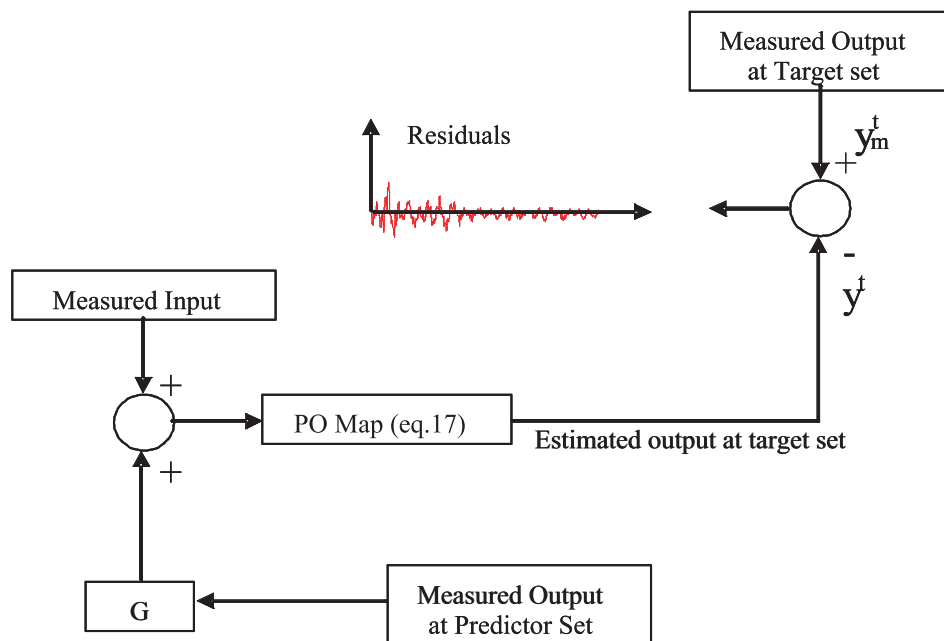 Measured Output
at Target set
Residuals
y_m^t
+
-
y^t
Measured Input
+
PO Map (eq.17)
Estimated output at target set
+
G
Measured Output
at Predictor Set